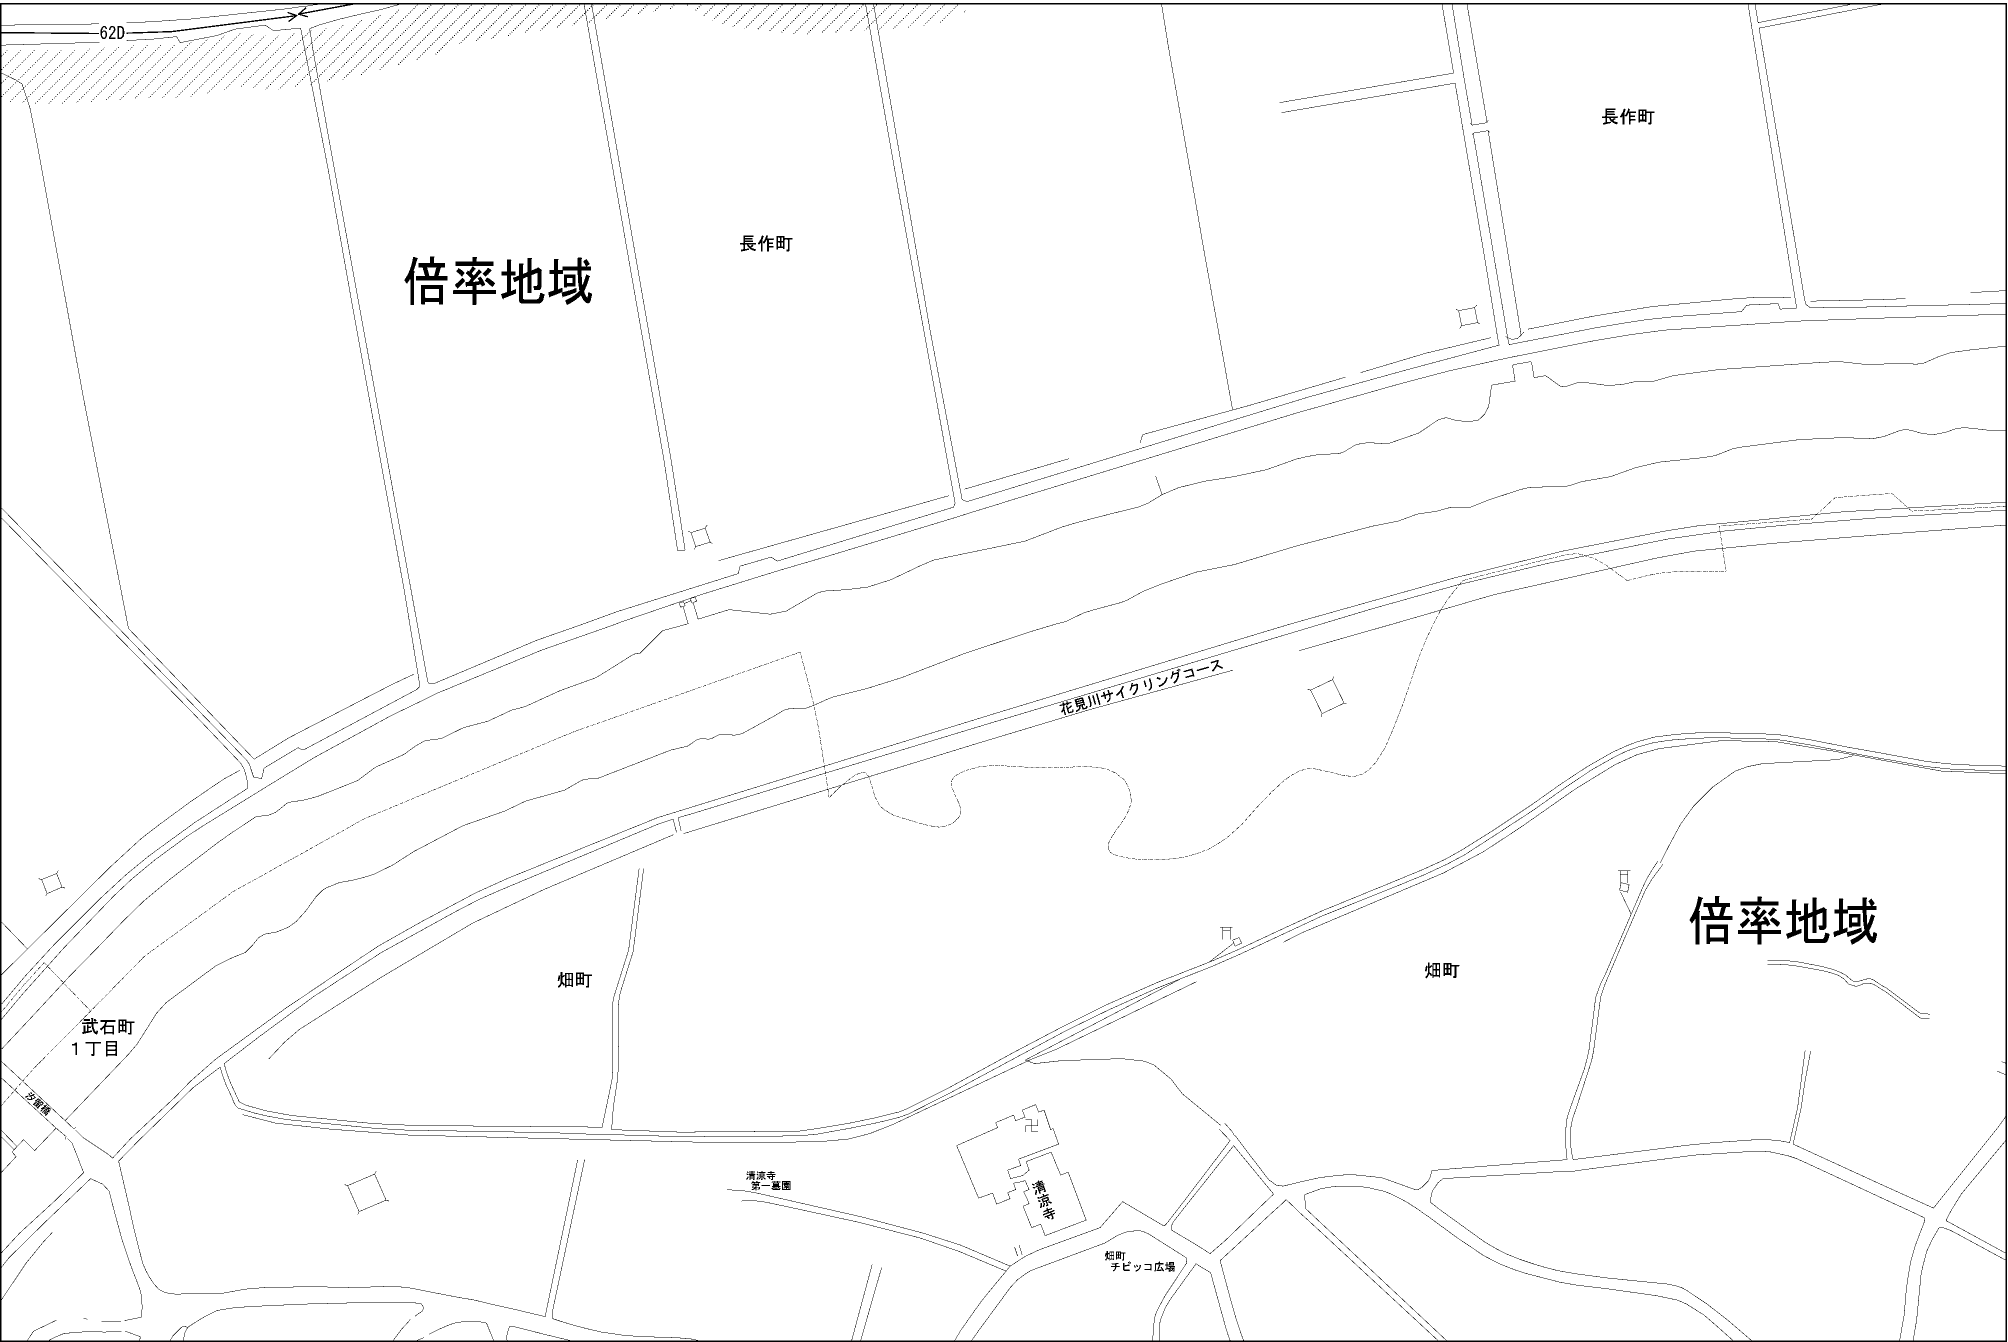 62D
長作町
長作町
倍率地域
花見川サイクリングコース
倍率地域
畑町
畑町
武石町
1丁目
汐留橋
清涼寺
第一墓園
清涼寺
畑町
チビッコ広場